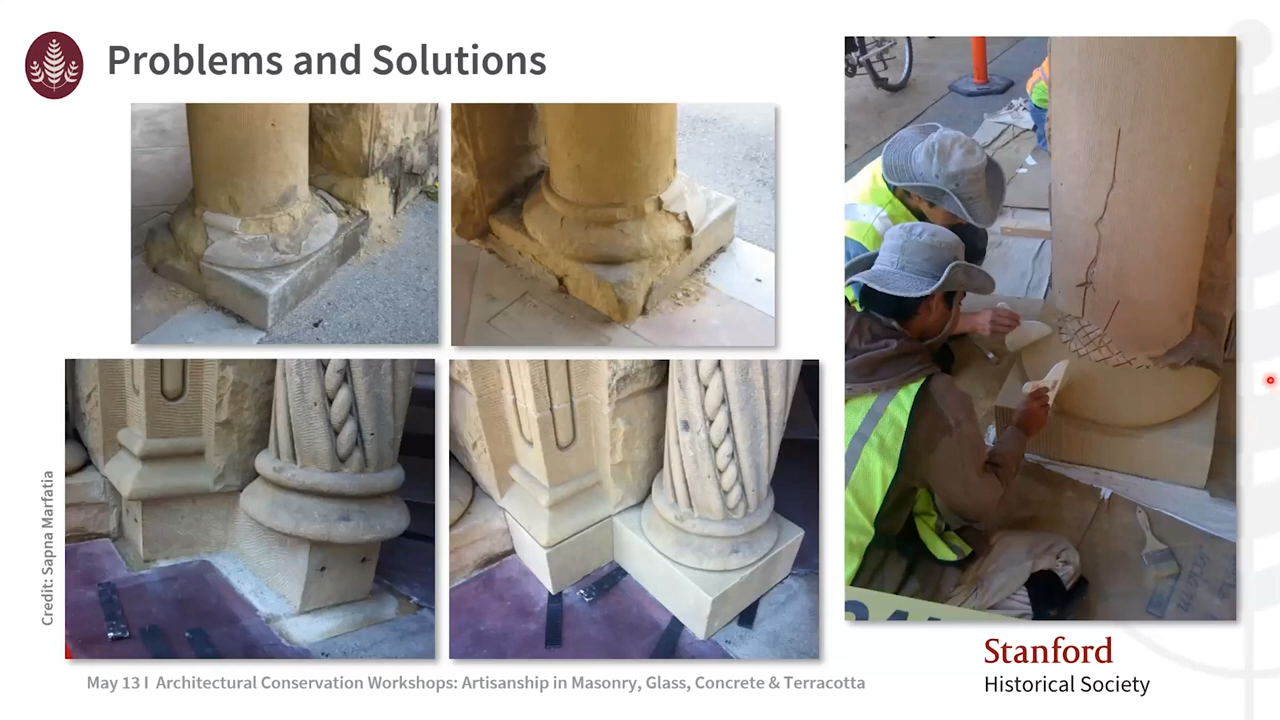 Problems and Solutions
Credit: Sapna Marfatia
May 13 I Architectural Conservation Workshops: Artisanship in Masonry, Glass, Concrete & Terracotta
Stanford
Historical Society